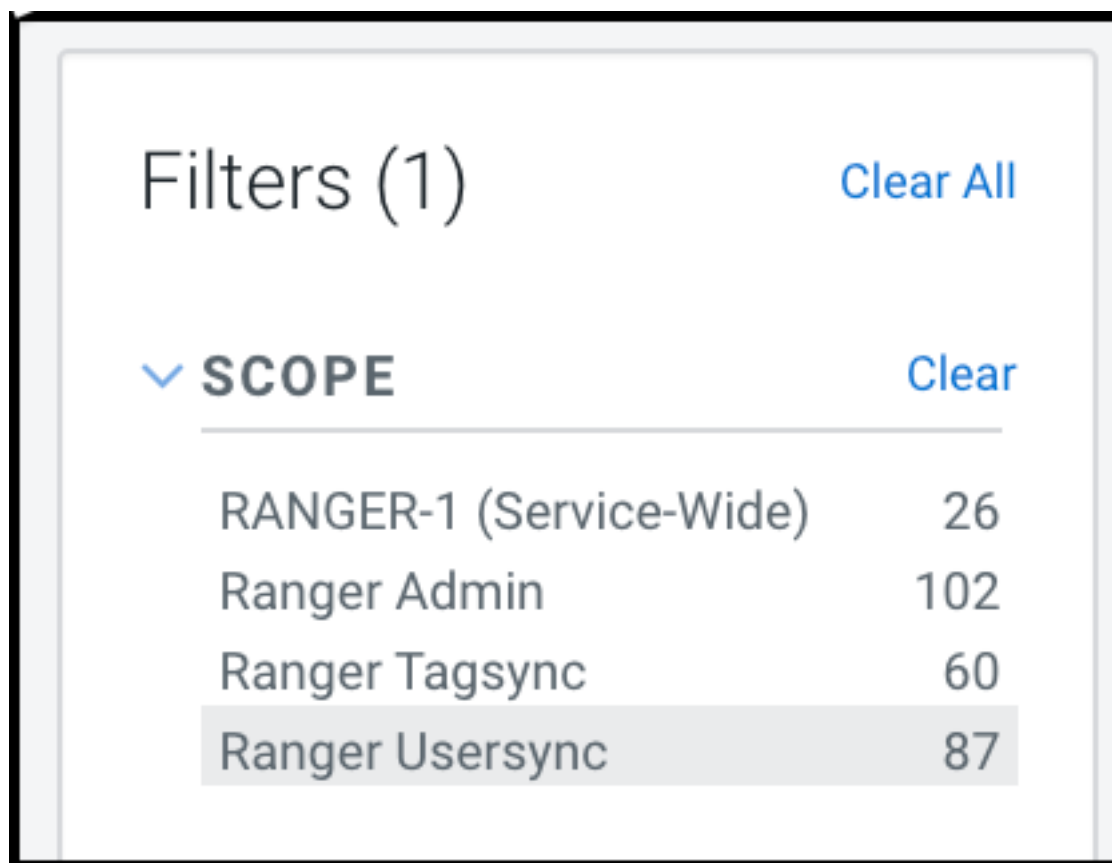 Filters (1) Clear All
SCOPE Clear
RANGER-1 (Service-Wide) 26
Ranger Admin 102
Ranger Tagsync 60
Ranger Usersync 87